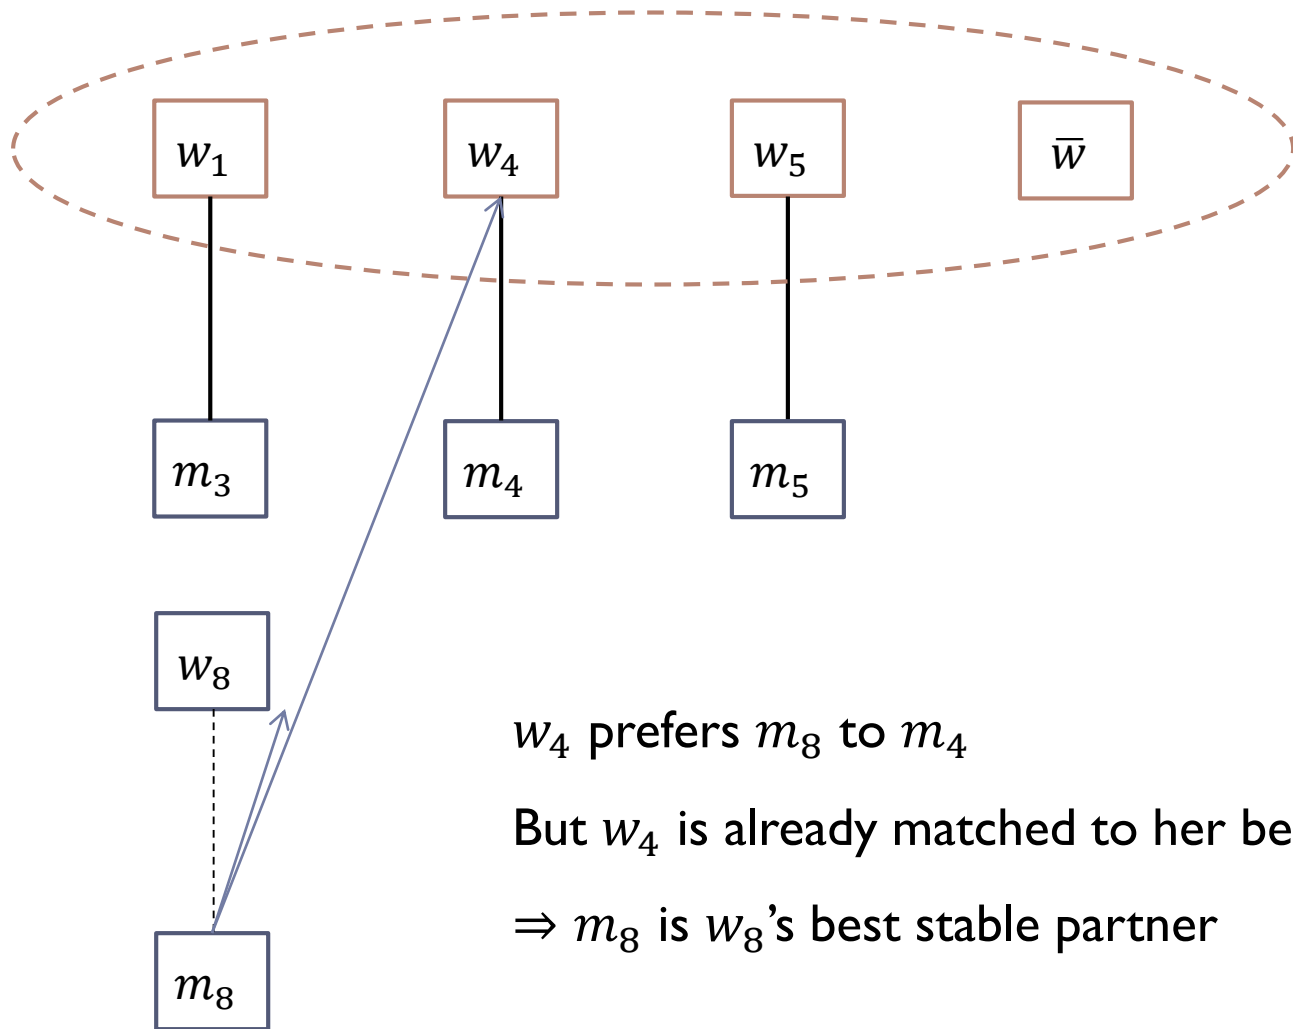 w₁ w₄ w₅ w̅
m₃ m₄ m₅
w₈
w₄ prefers m₈ to m₄
But w₄ is already matched to her be
⇒ m₈ is w₈’s best stable partner
m₈